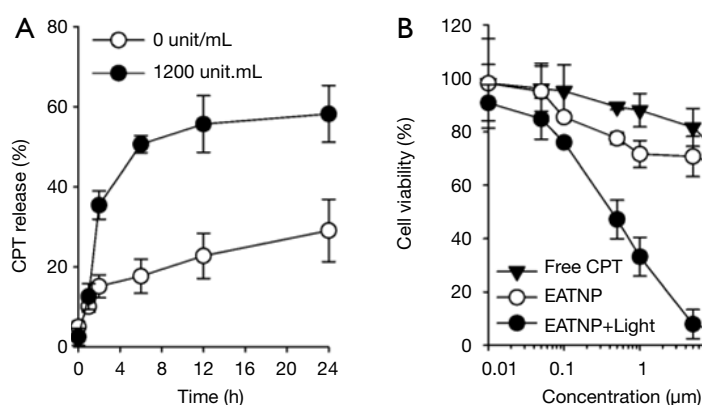 A
CPT release (%)
80
60
40
20
0
0 unit/mL
1200 unit.mL
0 4 8 12 16 20 24
Time (h)
B
Cell viability (%)
120
100
80
60
40
20
0
Free CPT
EATNP
EATNP+Light
0.01 0.1 1
Concentration (μm)